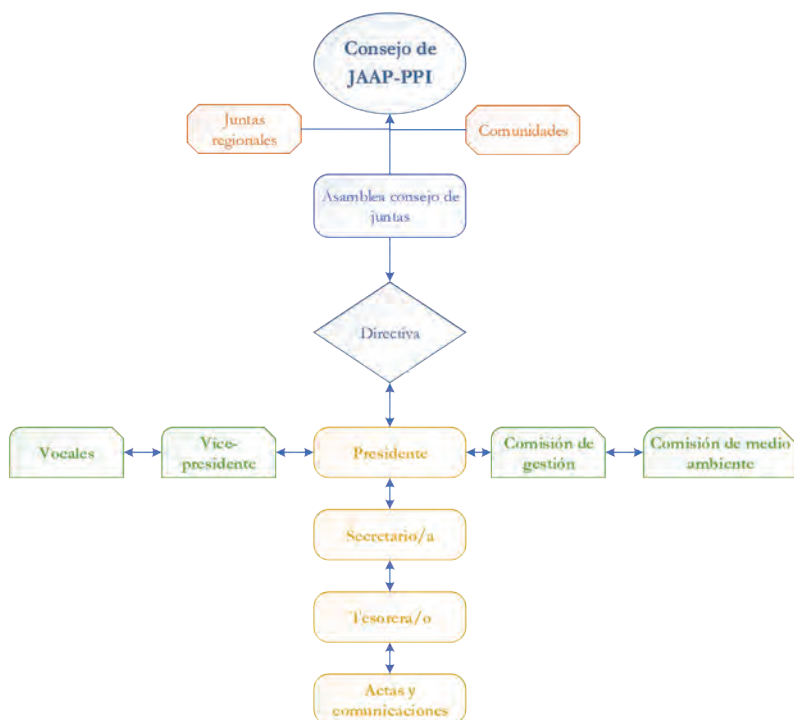 Consejo de
JAAP-PPI
Juntas
regionales
Comunidades
Asamblea consejo de
juntas
Directiva
Vocales
Vice-
presidente
Presidente
Comisión de
gestión
Comisión de medio
ambiente
Secretario/a
Tesorera/o
Actas y
comunicaciones